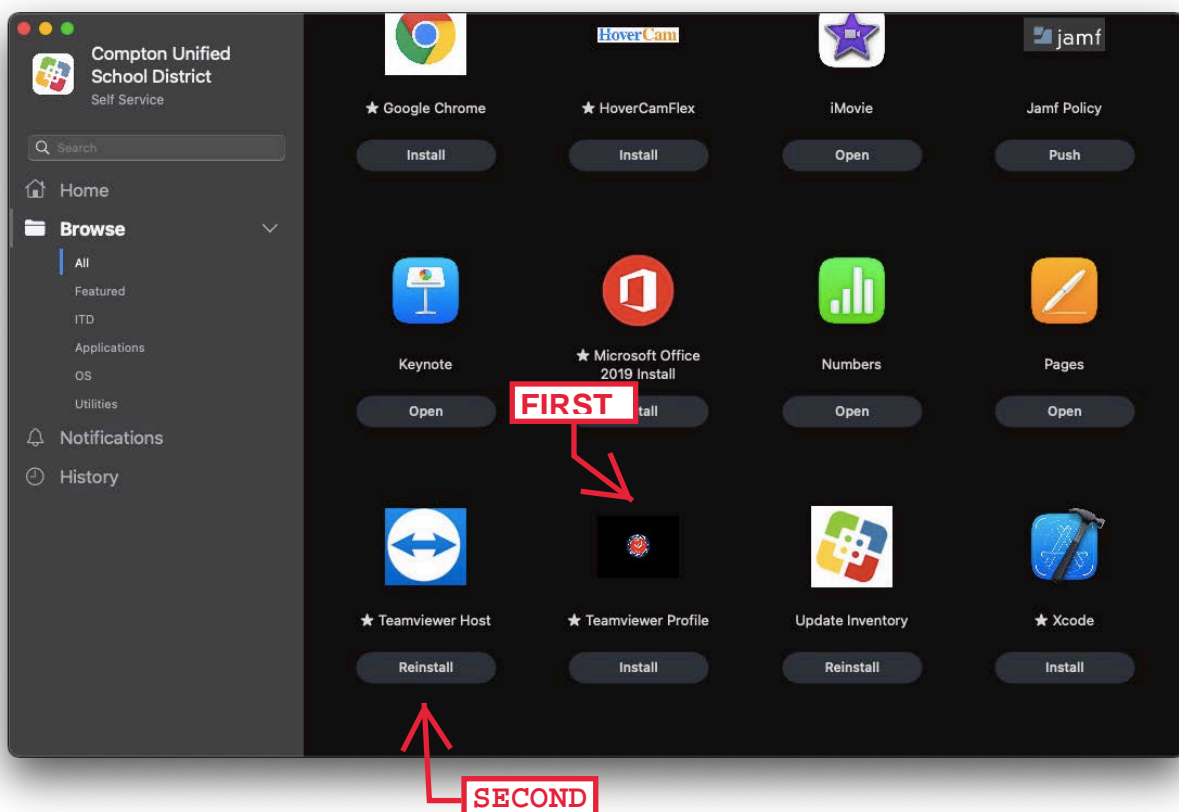 Compton Unified
School District
Self Service
Search
Home
Browse
All
Featured
ITD
Applications
OS
Utilities
Notifications
History
HoverCam
jamf
★ Google Chrome
★ HoverCamFlex
iMovie
Jamf Policy
Install
Install
Open
Push
Keynote
★ Microsoft Office
2019 Install
Numbers
Pages
Open
FIRST
tall
Open
Open
★ Teamviewer Host
★ Teamviewer Profile
Update Inventory
★ Xcode
Reinstall
Install
Reinstall
Install
SECOND